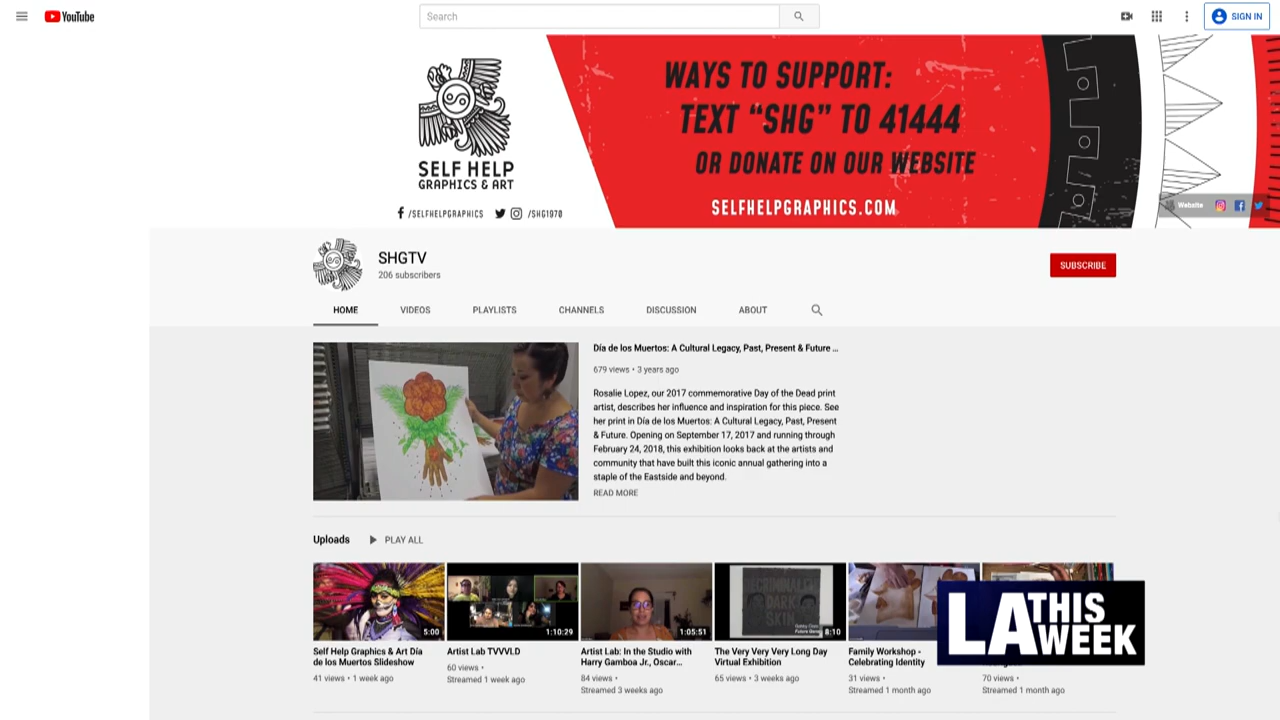 YouTube
Search
SIGN IN
SELF HELP
GRAPHICS & ART
/SELFHELPGRAPHICS
/SHG1970
WAYS TO SUPPORT:
TEXT “SHG” TO 41444
OR DONATE ON OUR WEBSITE
SELFHELPGRAPHICS.COM
Website
SHGTV
206 subscribers
SUBSCRIBE
HOME
VIDEOS
PLAYLISTS
CHANNELS
DISCUSSION
ABOUT
Día de los Muertos: A Cultural Legacy, Past, Present & Future ...
679 views • 3 years ago
Rosalie Lopez, our 2017 commemorative Day of the Dead print
artist, describes her influence and inspiration for this piece. See
her print in Día de los Muertos: A Cultural Legacy, Past, Present
& Future. Opening on September 17, 2017 and running through
February 24, 2018, this exhibition looks back at the artists and
community that have built this iconic annual gathering into a
staple of the Eastside and beyond.
READ MORE
Uploads
PLAY ALL
5:00
1:10:29
1:05:51
CRIMINALI
DARK
SKIN
8:10
Self Help Graphics & Art Día
de los Muertos Slideshow
41 views • 1 week ago
Artist Lab TVVVLD
60 views •
Streamed 1 week ago
Artist Lab: In the Studio with
Harry Gamboa Jr., Oscar...
84 views •
Streamed 3 weeks ago
The Very Very Very Long Day
Virtual Exhibition
65 views • 3 weeks ago
Family Workshop -
Celebrating Identity
31 views •
Streamed 1 month ago
70 views •
Streamed 1 month ago
LA THIS
WEEK